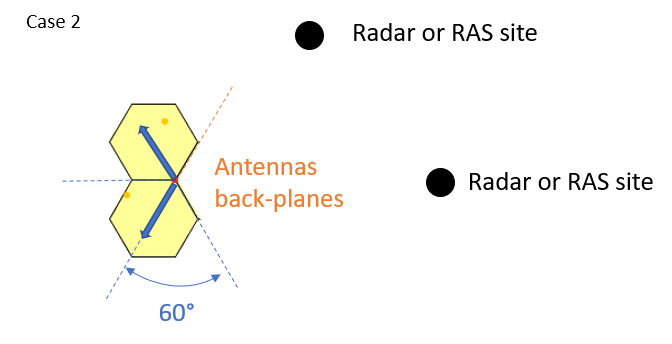 Case 2
Radar or RAS site
Antennas
back-planes
Radar or RAS site
60°